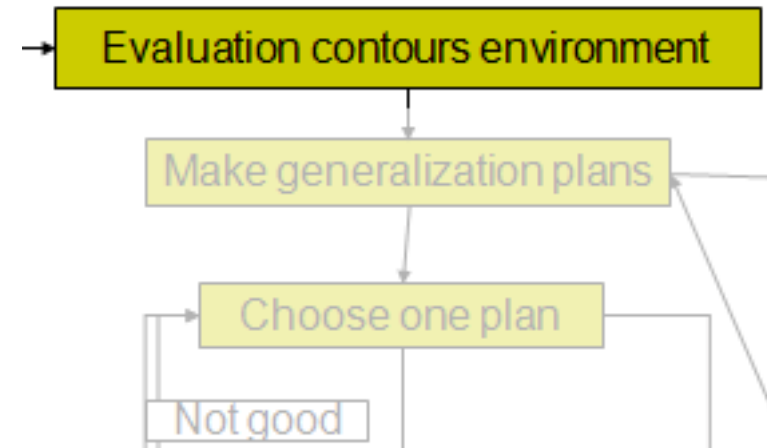 Evaluation contours environment
Make generalization plans
Choose one plan
Not good